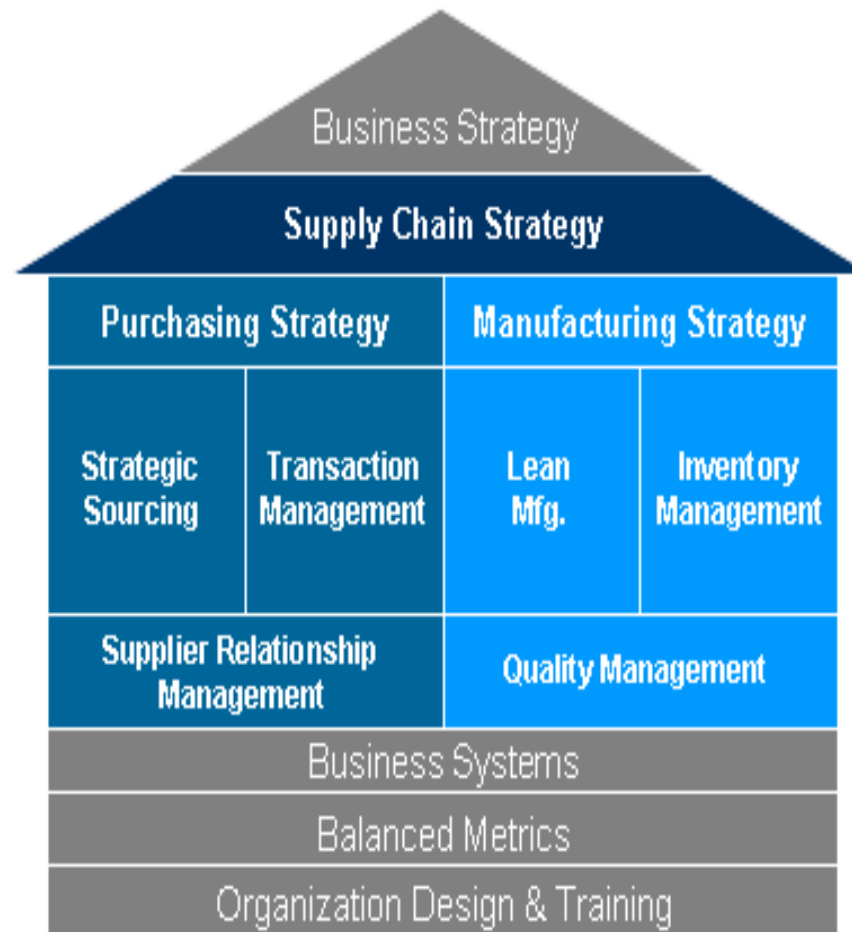 Business Strategy
Supply Chain Strategy
Purchasing Strategy
Manufacturing Strategy
Strategic
Sourcing
Transaction
Management
Lean
Mfg.
Inventory
Management
Supplier Relationship
Management
Quality Management
Business Systems
Balanced Metrics
Organization Design & Training